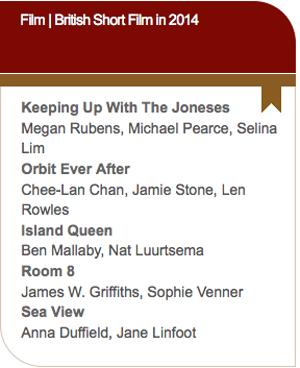 Film | British Short Film in 2014
Keeping Up With The Joneses
Megan Rubens, Michael Pearce, Selina
Lim
Orbit Ever After
Chee-Lan Chan, Jamie Stone, Len
Rowles
Island Queen
Ben Mallaby, Nat Luurtsema
Room 8
James W. Griffiths, Sophie Venner
Sea View
Anna Duffield, Jane Linfoot